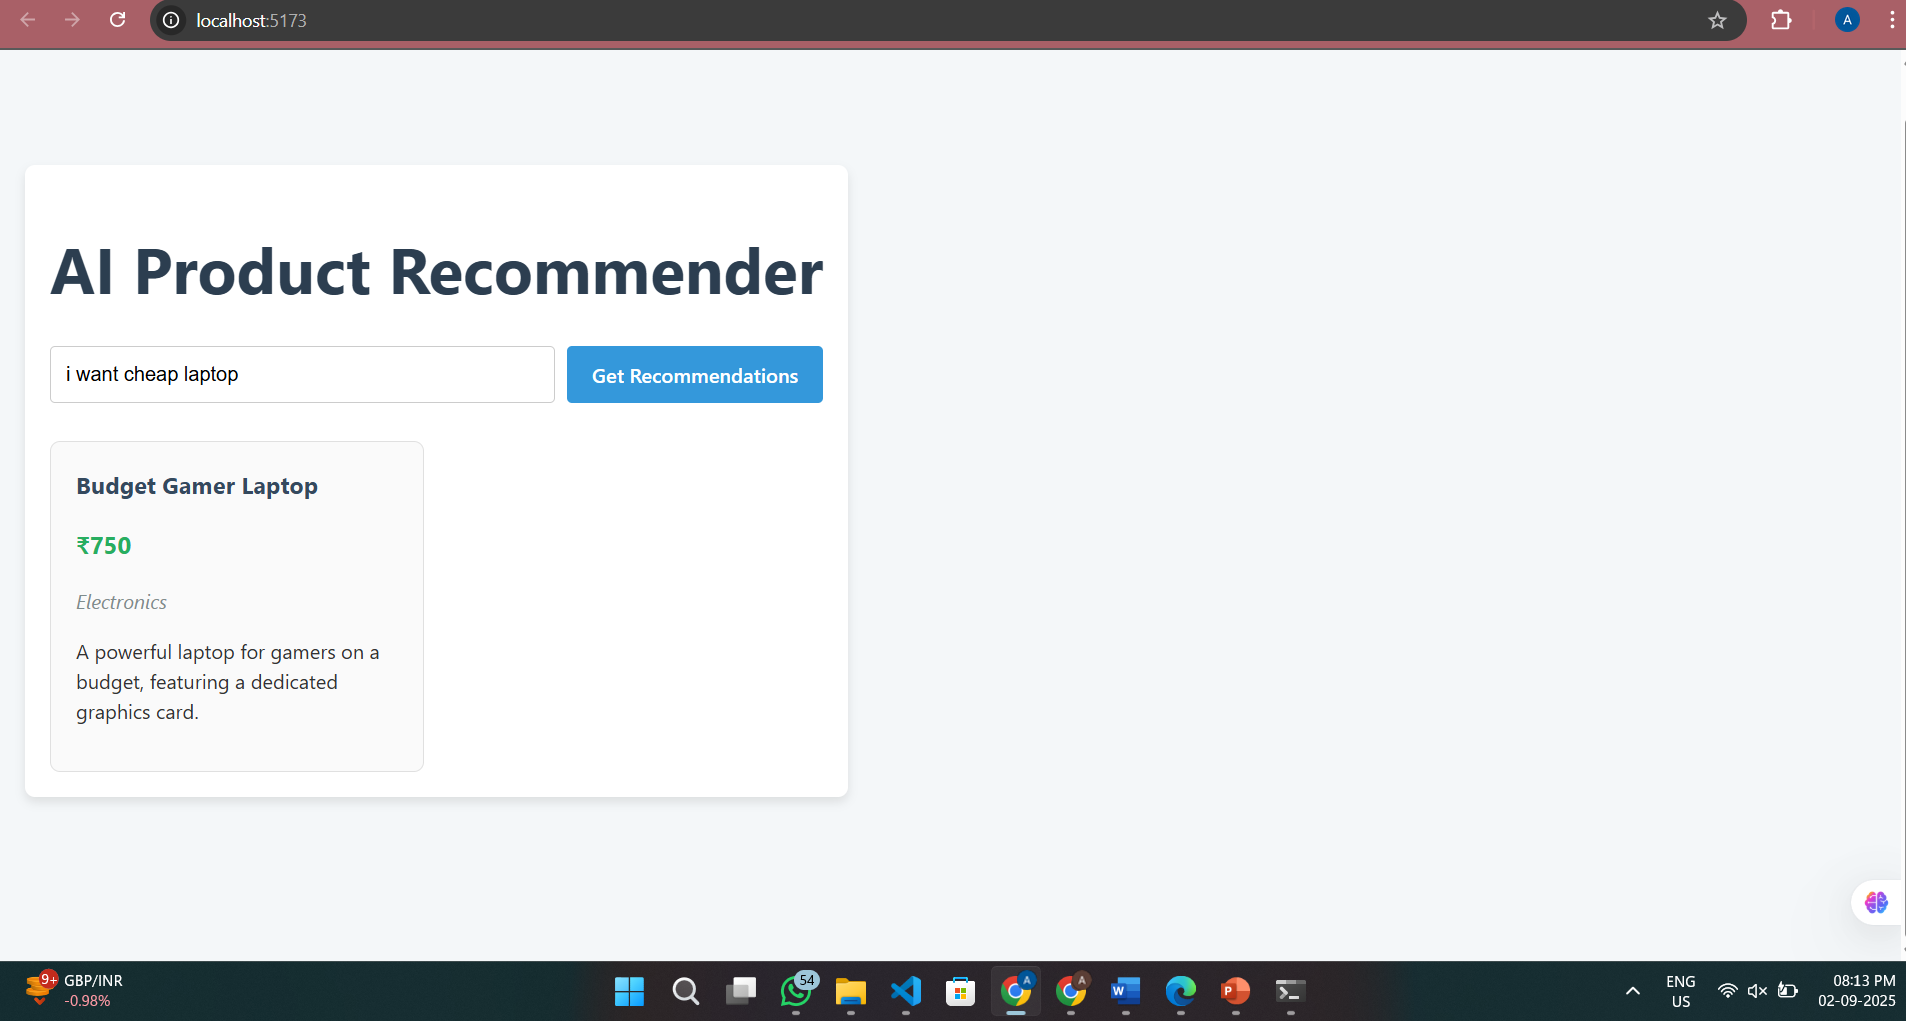 localhost:5173
A
AI Product Recommender
i want cheap laptop
Get Recommendations
Budget Gamer Laptop
₹750
Electronics
A powerful laptop for gamers on a
budget, featuring a dedicated
graphics card.
9+
GBP/INR
-0.98%
54
A
A
W
P
ENG
US
08:13 PM
02-09-2025